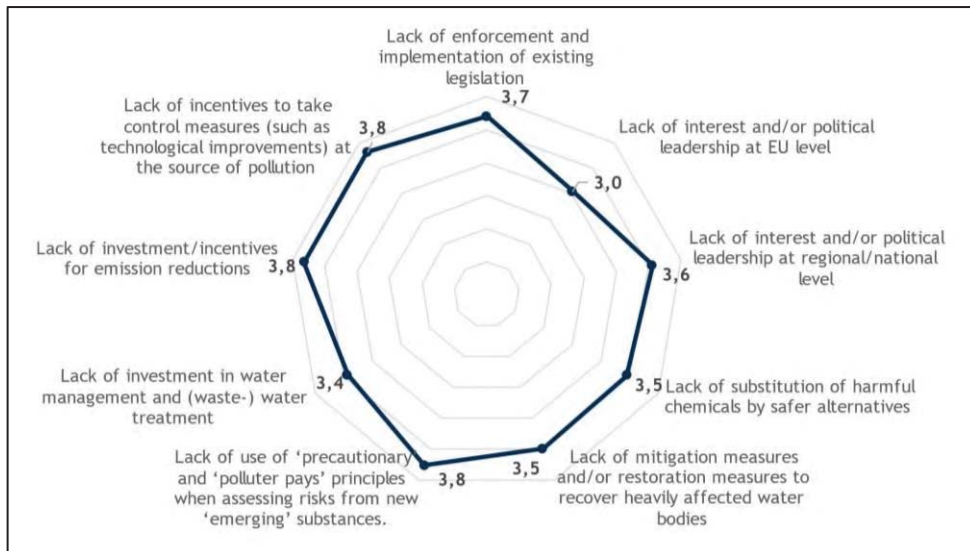 Lack of enforcement and
implementation of existing
legislation
3,7
Lack of incentives to take
control measures (such as
technological improvements) at
the source of pollution
3,8
Lack of interest and/or political
leadership at EU level
3,0
Lack of investment/incentives
for emission reductions
3,8
Lack of interest and/or political
leadership at regional/national
level
3,6
Lack of investment in water
management and (waste-) water
treatment
3,4
3,5
Lack of substitution of harmful
chemicals by safer alternatives
Lack of use of ‘precautionary
and ‘polluter pays’ principles
when assessing risks from new
‘emerging’ substances.
3,8
3,5
Lack of mitigation measures
and/or restoration measures to
recover heavily affected water
bodies